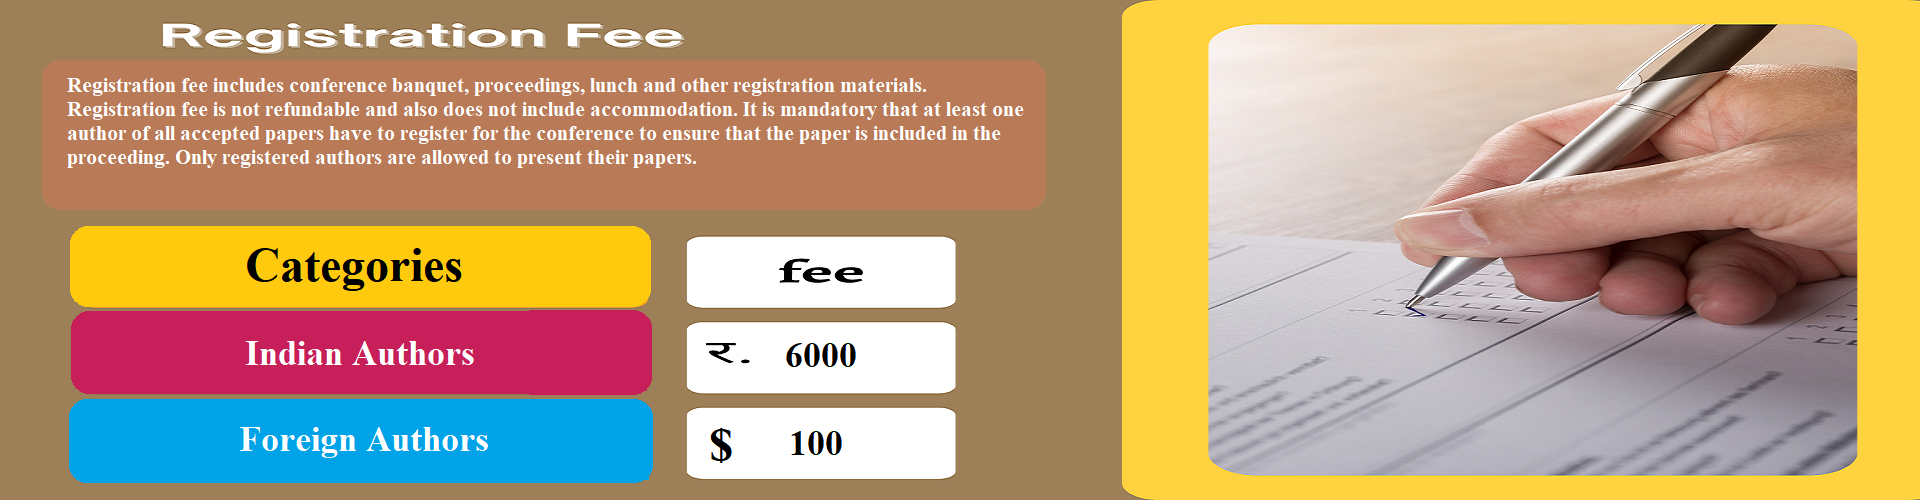 Registration Fee
Registration fee includes conference banquet, proceedings, lunch and other registration materials.
Registration fee is not refundable and also does not include accommodation. It is mandatory that at least one
author of all accepted papers have to register for the conference to ensure that the paper is included in the
proceeding. Only registered authors are allowed to present their papers.
Categories fee
Indian Authors र. 6000
Foreign Authors $ 100